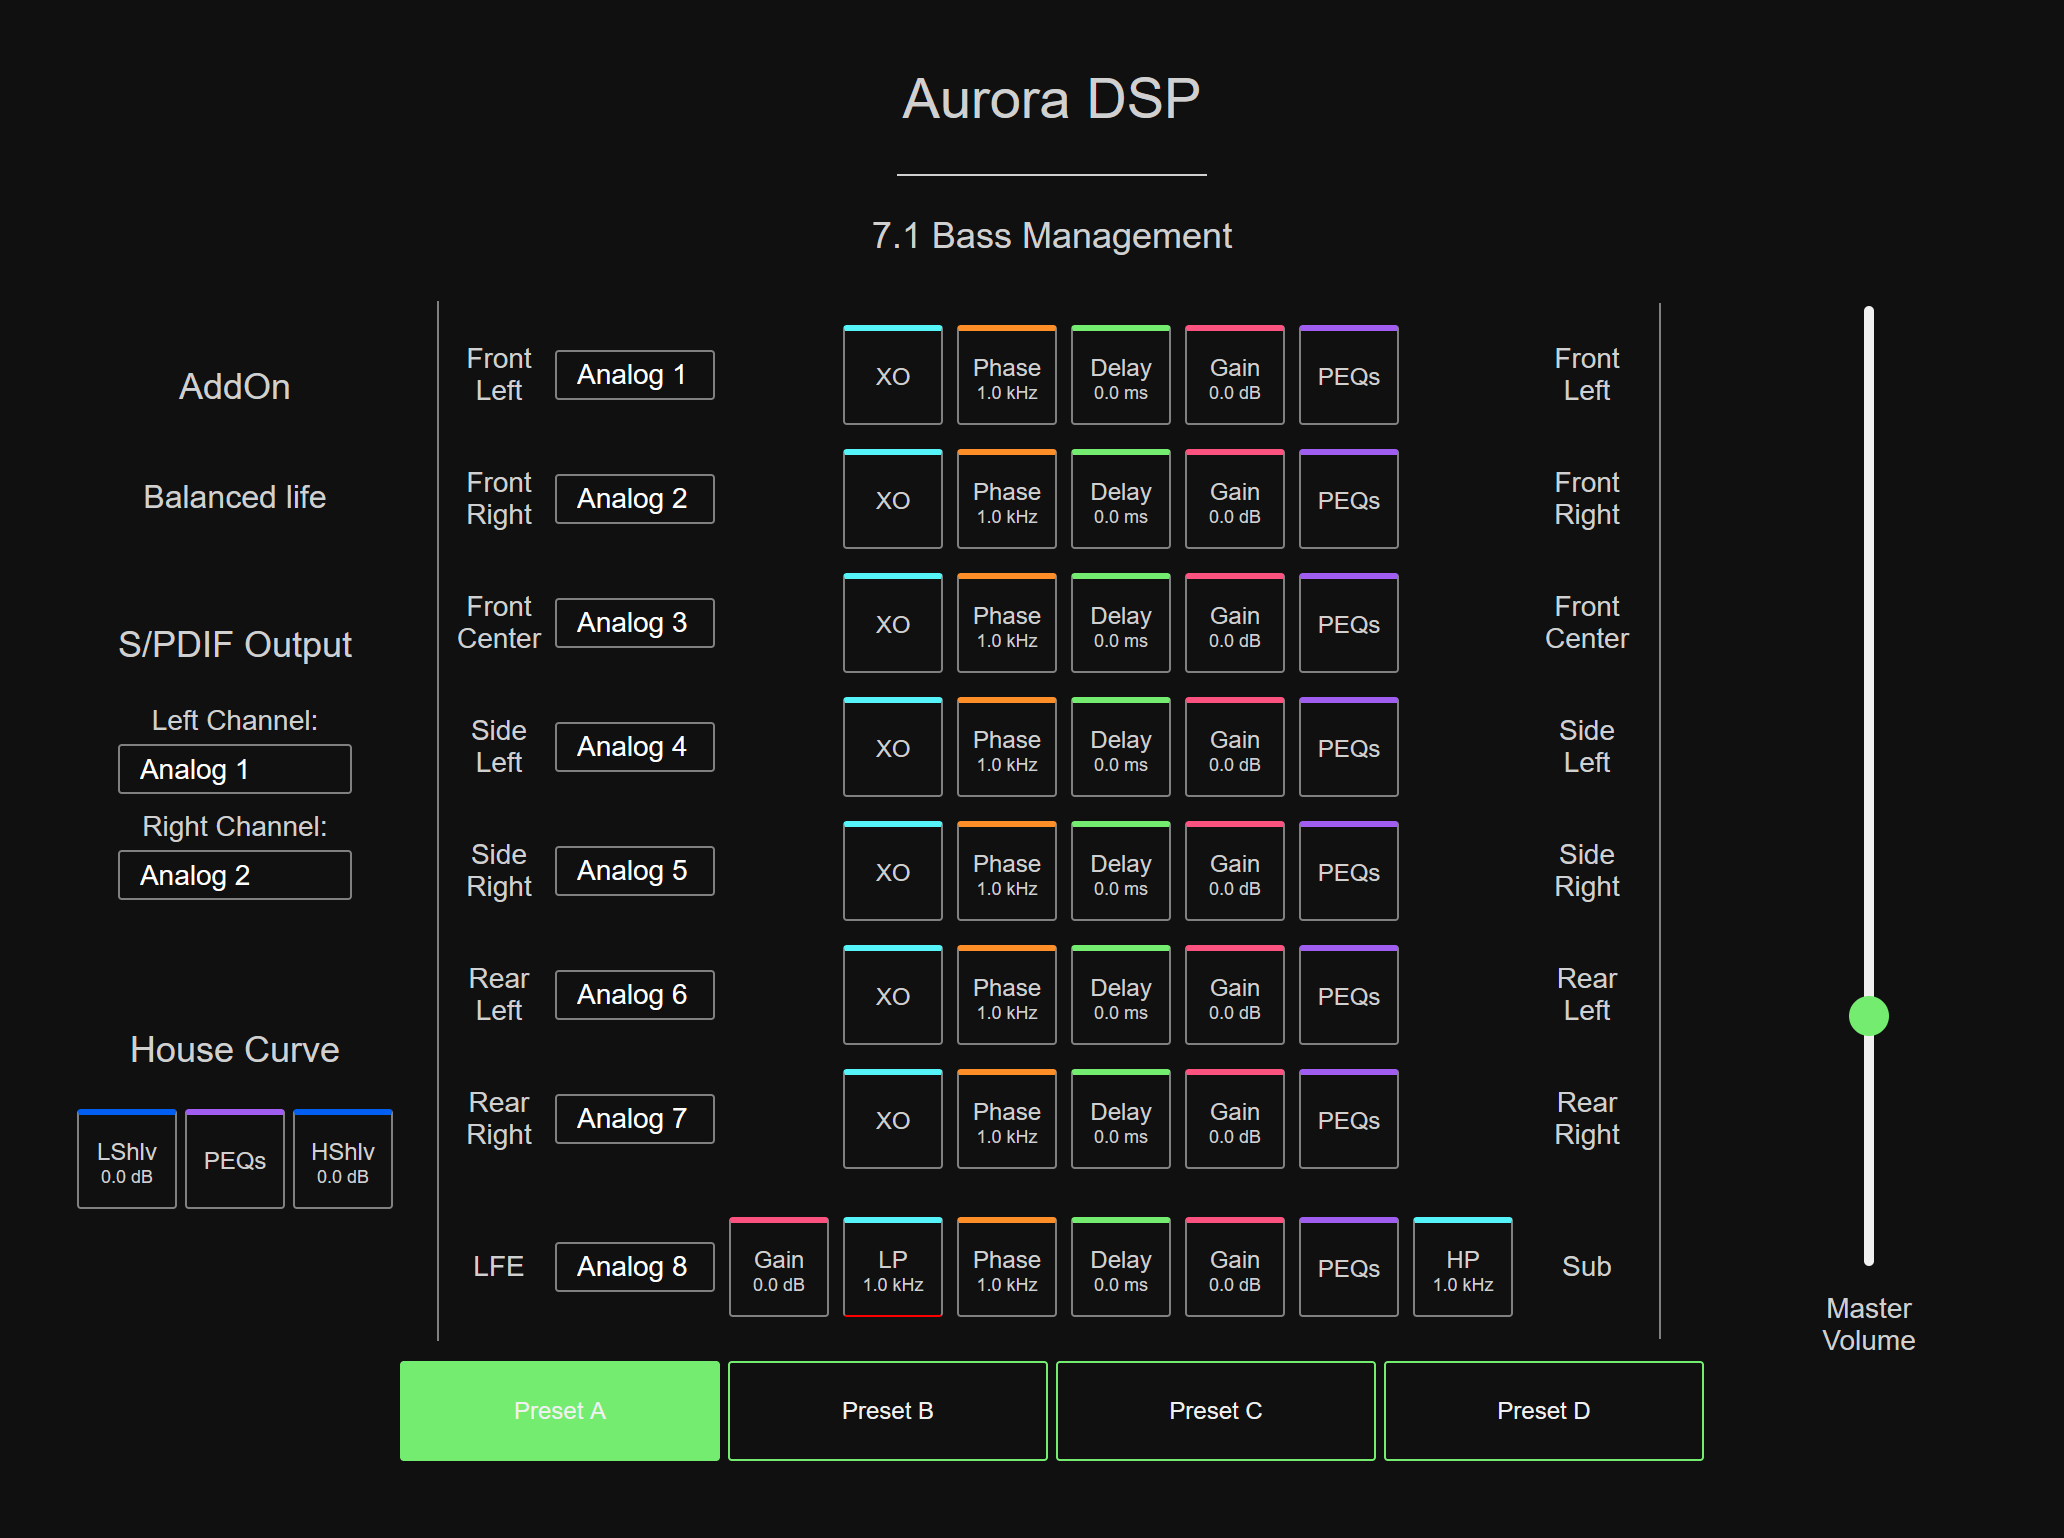 Aurora DSP
7.1 Bass Management
AddOn
Balanced life
S/PDIF Output
Left Channel:
Analog 1
Right Channel:
Analog 2
House Curve
LShlv
0.0 dB
PEQs
HShlv
0.0 dB
Front
Left
Analog 1
XO
Phase
1.0 kHz
Delay
0.0 ms
Gain
0.0 dB
PEQs
Front
Left
Front
Right
Analog 2
XO
Phase
1.0 kHz
Delay
0.0 ms
Gain
0.0 dB
PEQs
Front
Right
Front
Center
Analog 3
XO
Phase
1.0 kHz
Delay
0.0 ms
Gain
0.0 dB
PEQs
Front
Center
Side
Left
Analog 4
XO
Phase
1.0 kHz
Delay
0.0 ms
Gain
0.0 dB
PEQs
Side
Left
Side
Right
Analog 5
XO
Phase
1.0 kHz
Delay
0.0 ms
Gain
0.0 dB
PEQs
Side
Right
Rear
Left
Analog 6
XO
Phase
1.0 kHz
Delay
0.0 ms
Gain
0.0 dB
PEQs
Rear
Left
Rear
Right
Analog 7
XO
Phase
1.0 kHz
Delay
0.0 ms
Gain
0.0 dB
PEQs
Rear
Right
LFE
Analog 8
Gain
0.0 dB
LP
1.0 kHz
Phase
1.0 kHz
Delay
0.0 ms
Gain
0.0 dB
PEQs
HP
1.0 kHz
Sub
Master
Volume
Preset A
Preset B
Preset C
Preset D